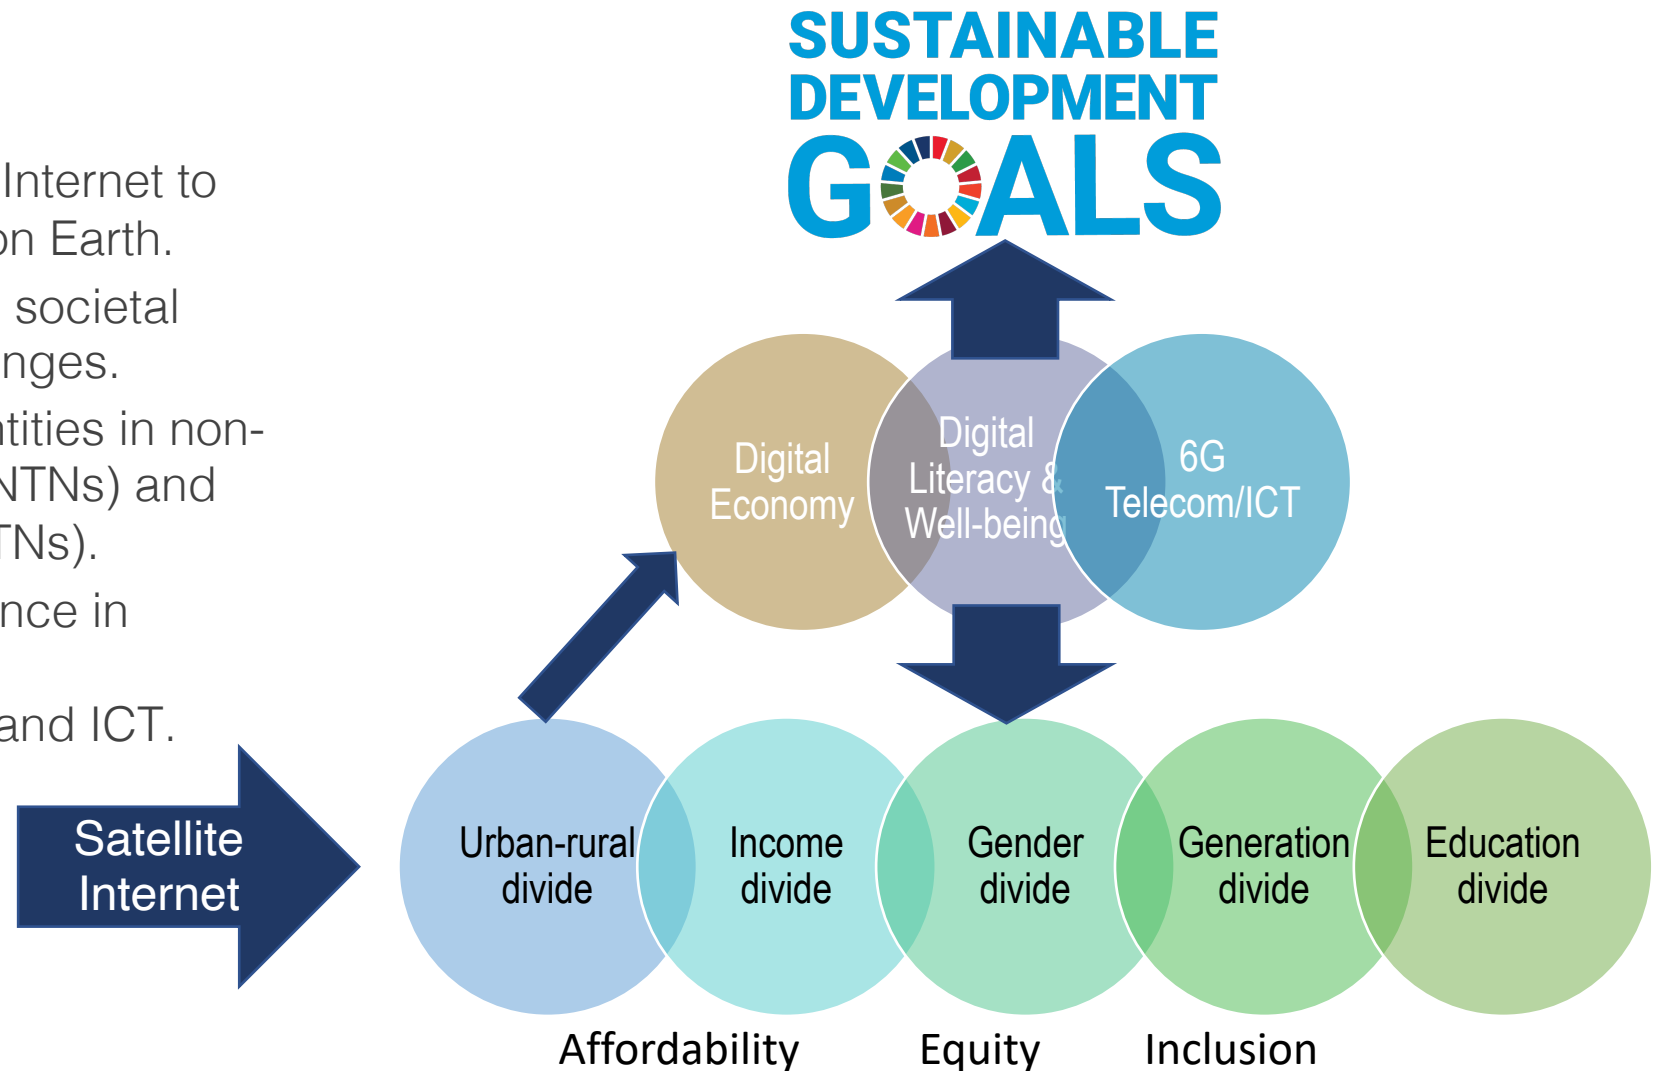 SUSTAINABLE
DEVELOPMENT
GOALS
Internet to
on Earth.
societal
nges.
ntities in non-
NTNs) and
TNs).
nce in
and ICT.
Digital
Economy
Digital
Literacy &
Well-being
6G
Telecom/ICT
Satellite
Internet
Urban-rural
divide
Income
divide
Gender
divide
Generation
divide
Education
divide
Affordability Equity Inclusion